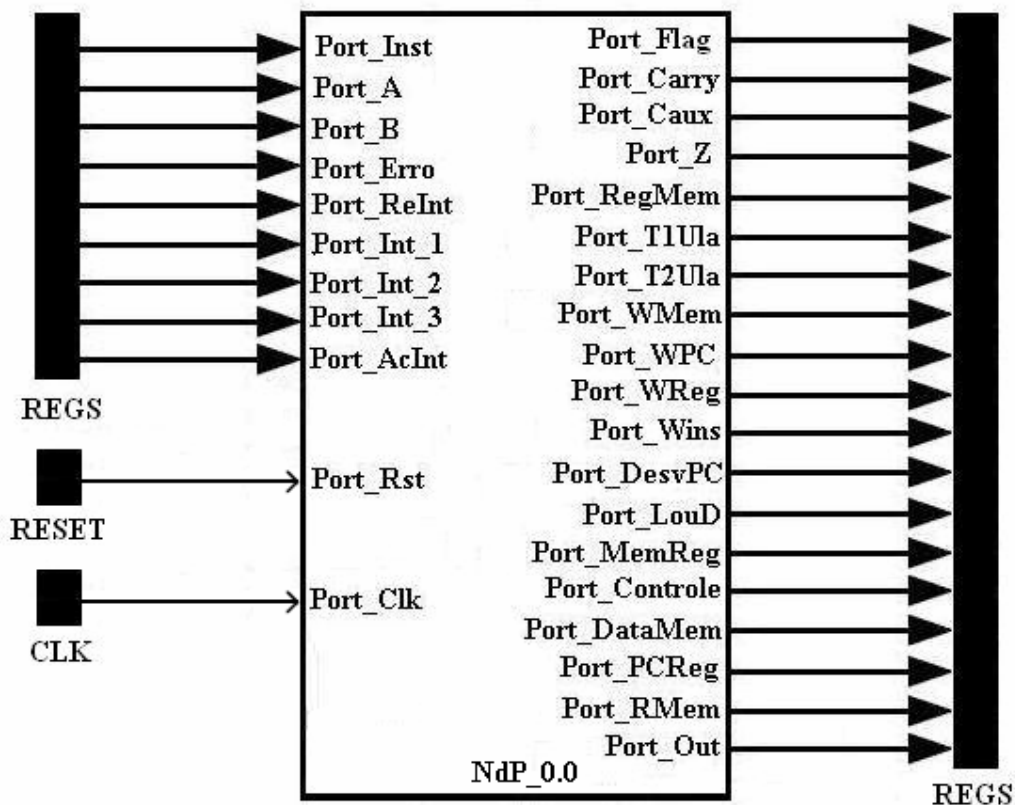 Port_Inst
Port_A
Port_B
Port_Erro
Port_ReInt
Port_Int_1
Port_Int_2
Port_Int_3
Port_AcInt
REGS
Port_Rst
RESET
Port_Clk
CLK
Port_Flag
Port_Carry
Port_Caux
Port_Z
Port_RegMem
Port_T1Ula
Port_T2Ula
Port_WMem
Port_WPC
Port_WReg
Port_Wins
Port_DesvPC
Port_LouD
Port_MemReg
Port_Controle
Port_DataMem
Port_PCReg
Port_RMem
Port_Out
NdP_0.0
REGS